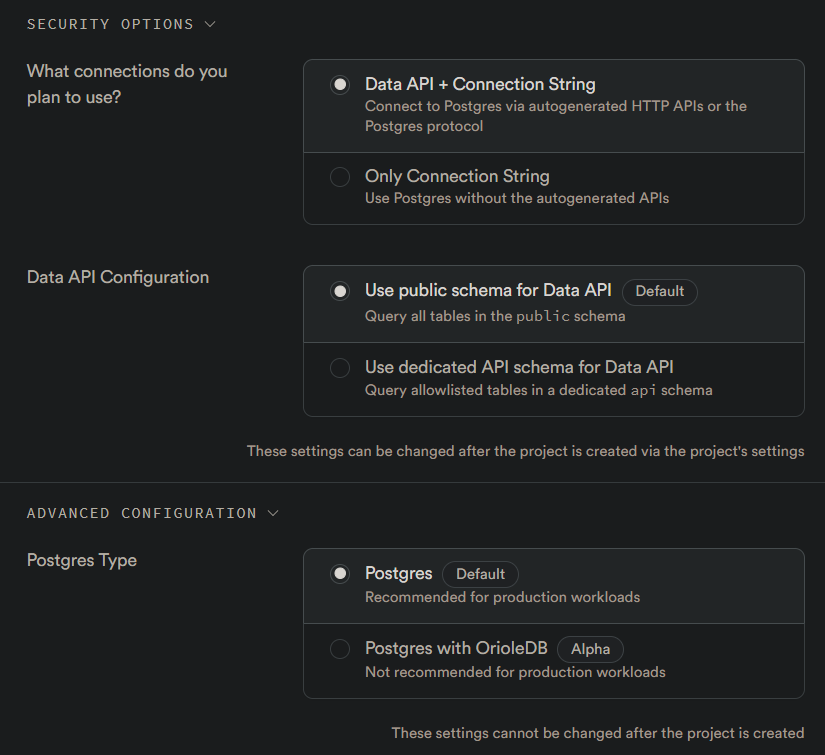 SECURITY OPTIONS
What connections do you
plan to use?
Data API + Connection String
Connect to Postgres via autogenerated HTTP APIs or the
Postgres protocol
Only Connection String
Use Postgres without the autogenerated APIs
Data API Configuration
Use public schema for Data API Default
Query all tables in the public schema
Use dedicated API schema for Data API
Query allowlisted tables in a dedicated api schema
These settings can be changed after the project is created via the project's settings
ADVANCED CONFIGURATION
Postgres Type
Postgres Default
Recommended for production workloads
Postgres with OrioleDB Alpha
Not recommended for production workloads
These settings cannot be changed after the project is created